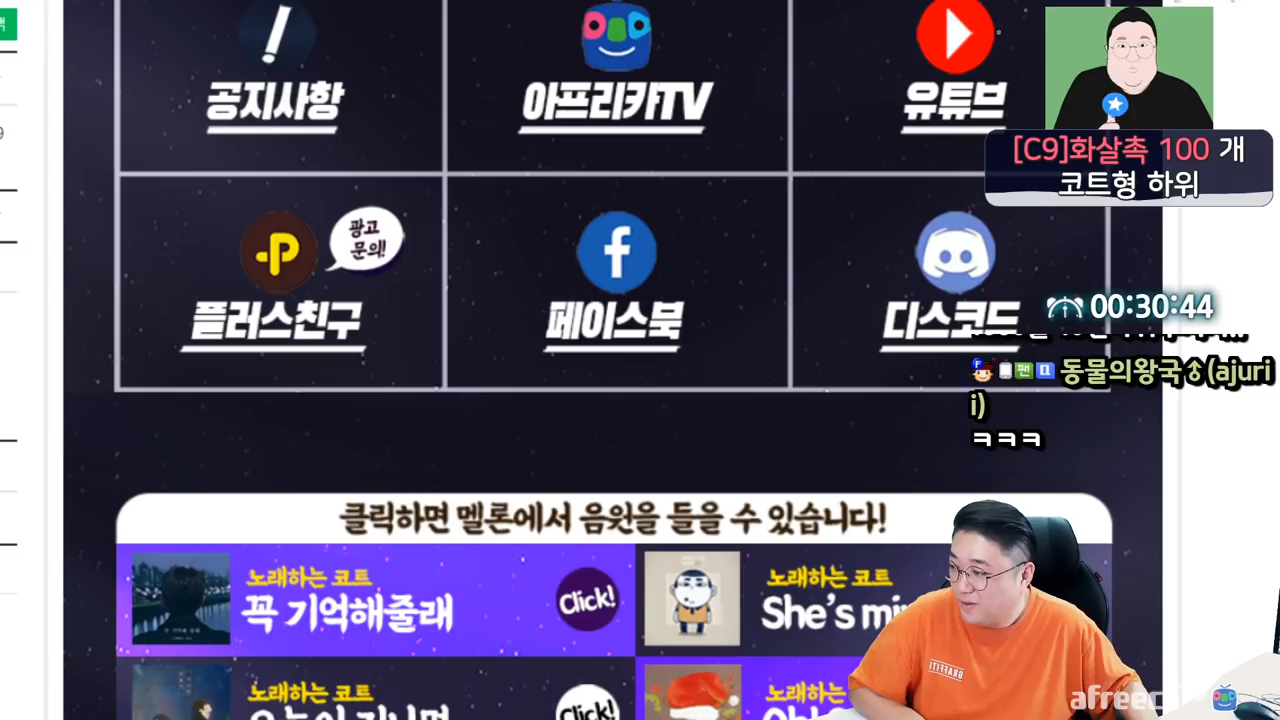 공지사항
아프리카TV
유튜브
[C9]화살촉 100 개
코트형 하위
광고
문의!
플러스친구
페이스북
디스코드
00:30:44
팬
동물의왕국⇧(ajuri
i)
ㅋㅋㅋ
클릭하면 멜론에서 음원을 들을 수 있습니다!
노래하는 코트
꼭 기억해줄래
Click!
노래하는 코트
She's
노래하는 코트
Click!
노래하는
GRAFFITI
afreeca